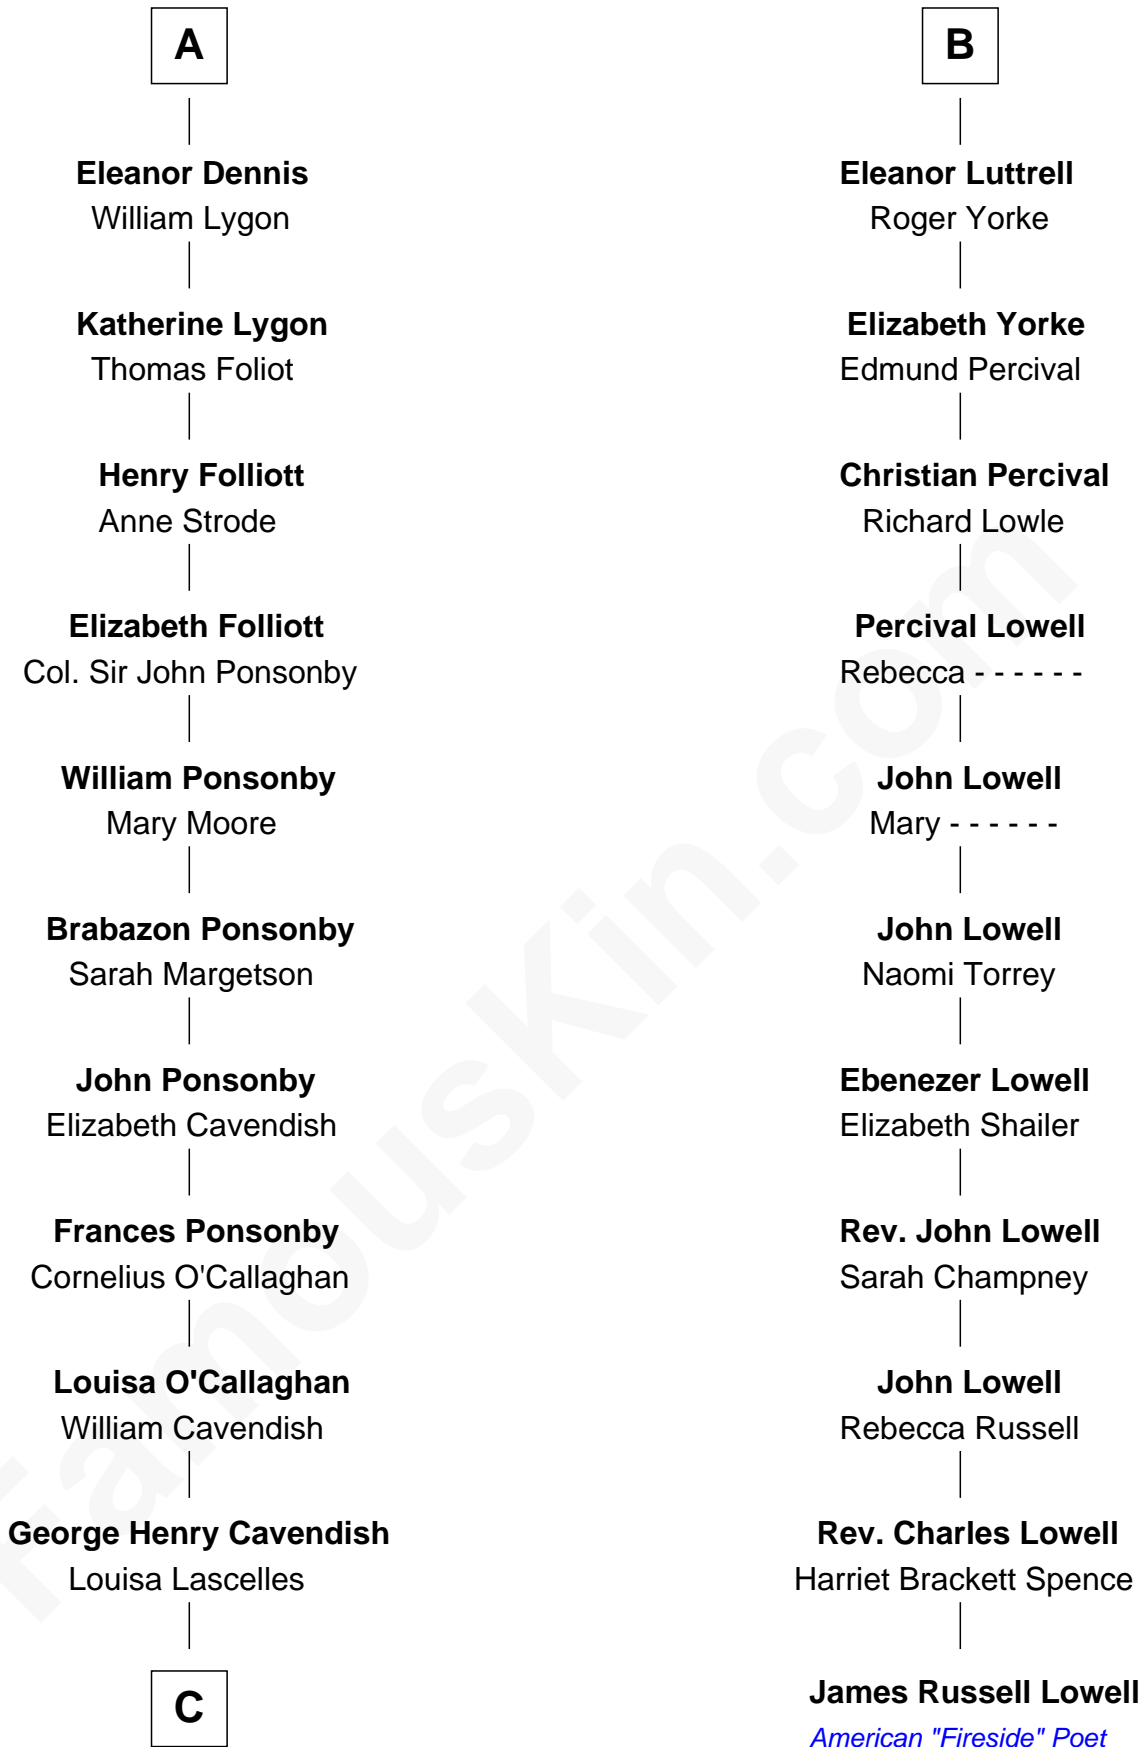 A
Eleanor Dennis
William Lygon
Katherine Lygon
Thomas Foliot
Henry Folliott
Anne Strode
Elizabeth Folliott
Col. Sir John Ponsonby
William Ponsonby
Mary Moore
Brabazon Ponsonby
Sarah Margetson
John Ponsonby
Elizabeth Cavendish
Frances Ponsonby
Cornelius O'Callaghan
Louisa O'Callaghan
William Cavendish
George Henry Cavendish
Louisa Lascelles
C
B
Eleanor Luttrell
Roger Yorke
Elizabeth Yorke
Edmund Percival
Christian Percival
Richard Lowle
Percival Lowell
Rebecca - - - - - -
John Lowell
Mary - - - - - -
John Lowell
Naomi Torrey
Ebenezer Lowell
Elizabeth Shailer
Rev. John Lowell
Sarah Champney
John Lowell
Rebecca Russell
Rev. Charles Lowell
Harriet Brackett Spence
James Russell Lowell
American "Fireside" Poet
FamousKin.com